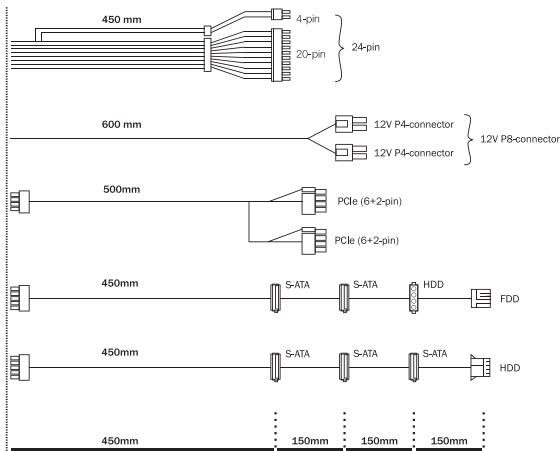 450 mm
4-pin
20-pin
24-pin
600 mm
12V P4-connector
12V P4-connector
12V P8-connector
500mm
PCIe (6+2-pin)
PCIe (6+2-pin)
450mm
S-ATA
S-ATA
HDD
FDD
450mm
S-ATA
S-ATA
S-ATA
HDD
450mm
150mm
150mm
150mm